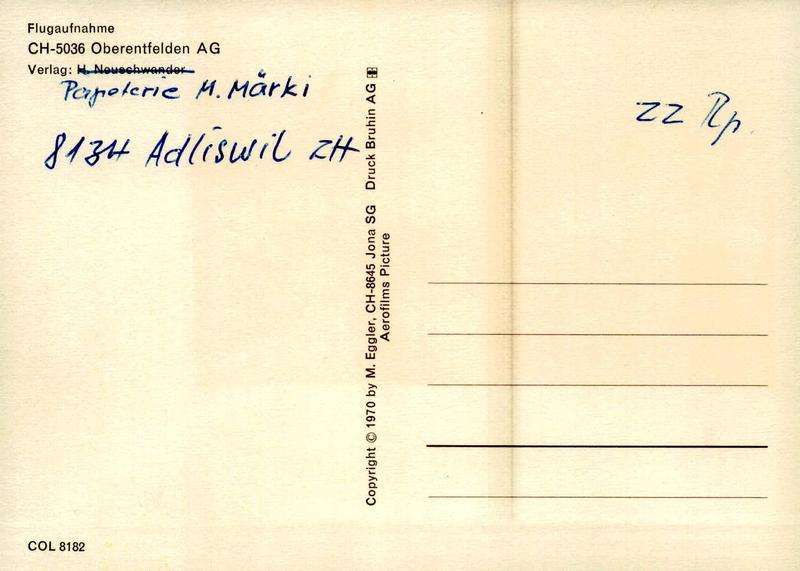 Flugaufnahme
CH-5036 Oberentfelden AG
Verlag: H. Neuschwander
Papeterie M. Märki
8134 Adliswil ZH
22 Rp.
Copyright © 1970 by M. Eggler, CH-8645 Jona SG Druck Bruhin AG
Aerofilms Picture
COL 8182